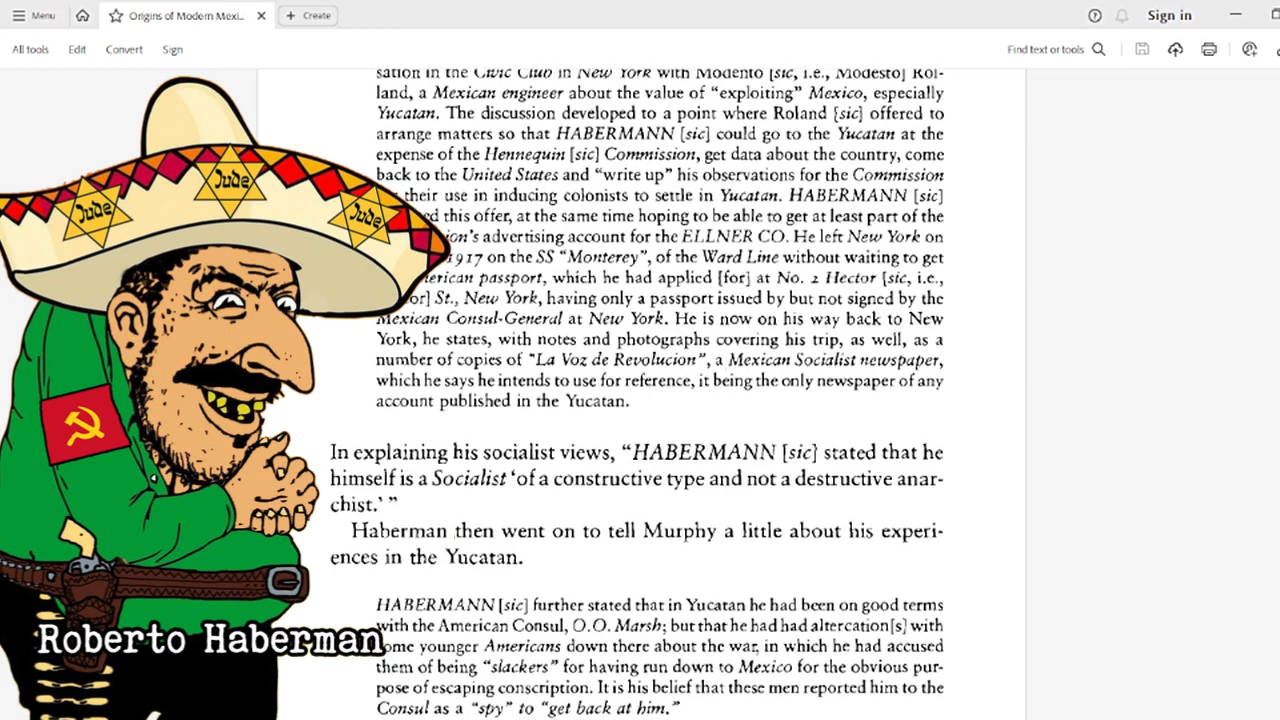 Menu
Origins of Modern Mexi...
Create
Sign in
All tools
Edit
Convert
Sign
Find text or tools
sation in the Civic Club in New York with Modento [sic, i.e., Modesto] Rol-
land, a Mexican engineer about the value of “exploiting” Mexico, especially
Yucatan. The discussion developed to a point where Roland [sic] offered to
arrange matters so that HABERMANN [sic] could go to the Yucatan at the
expense of the Hennequin [sic] Commission, get data about the country, come
back to the United States and “write up” his observations for the Commission
their use in inducing colonists to settle in Yucatan. HABERMANN [sic]
this offer, at the same time hoping to be able to get at least part of the
advertising account for the ELLNER CO. He left New York on
1917 on the SS “Monterey”, of the Ward Line without waiting to get
passport, which he had applied [for] at No. 2 Hector [sic, i.e.,
St., New York, having only a passport issued by but not signed by the
Mexican Consul-General at New York. He is now on his way back to New
York, he states, with notes and photographs covering his trip, as well, as a
number of copies of “La Voz de Revolucion”, a Mexican Socialist newspaper,
which he says he intends to use for reference, it being the only newspaper of any
account published in the Yucatan.
In explaining his socialist views, “HABERMANN [sic] stated that he
himself is a Socialist ‘of a constructive type and not a destructive anar-
chist.’ ”
Haberman then went on to tell Murphy a little about his experi-
ences in the Yucatan.
HABERMANN [sic] further stated that in Yucatan he had been on good terms
with the American Consul, O.O. Marsh; but that he had had altercation[s] with
some younger Americans down there about the war, in which he had accused
them of being “slackers” for having run down to Mexico for the obvious pur-
pose of escaping conscription. It is his belief that these men reported him to the
Consul as a “spy” to “get back at him.”
Jude
Jude
Jude
Roberto Haberman